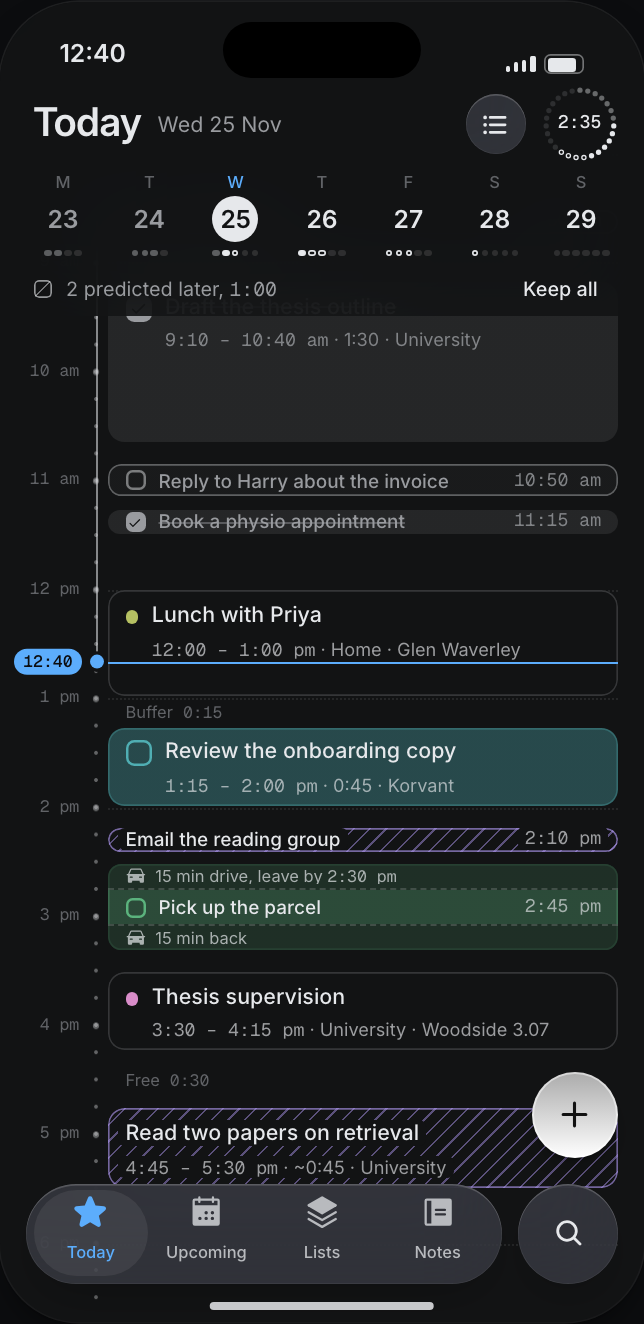 12:40
Today Wed 25 Nov
2:35
M T W T F S S
23 24 25 26 27 28 29
2 predicted later, 1:00 Keep all
Draft the thesis outline
9:10 – 10:40 am · 1:30 · University
10 am
11 am
Reply to Harry about the invoice 10:50 am
Book a physio appointment 11:15 am
12 pm
Lunch with Priya
12:00 – 1:00 pm · Home · Glen Waverley
12:40
1 pm
Buffer 0:15
Review the onboarding copy
1:15 – 2:00 pm · 0:45 · Korvant
2 pm
Email the reading group 2:10 pm
15 min drive, leave by 2:30 pm
3 pm
Pick up the parcel 2:45 pm
15 min back
Thesis supervision
3:30 – 4:15 pm · University · Woodside 3.07
4 pm
Free 0:30
5 pm
Read two papers on retrieval
4:45 – 5:30 pm · ~0:45 · University
Today Upcoming Lists Notes